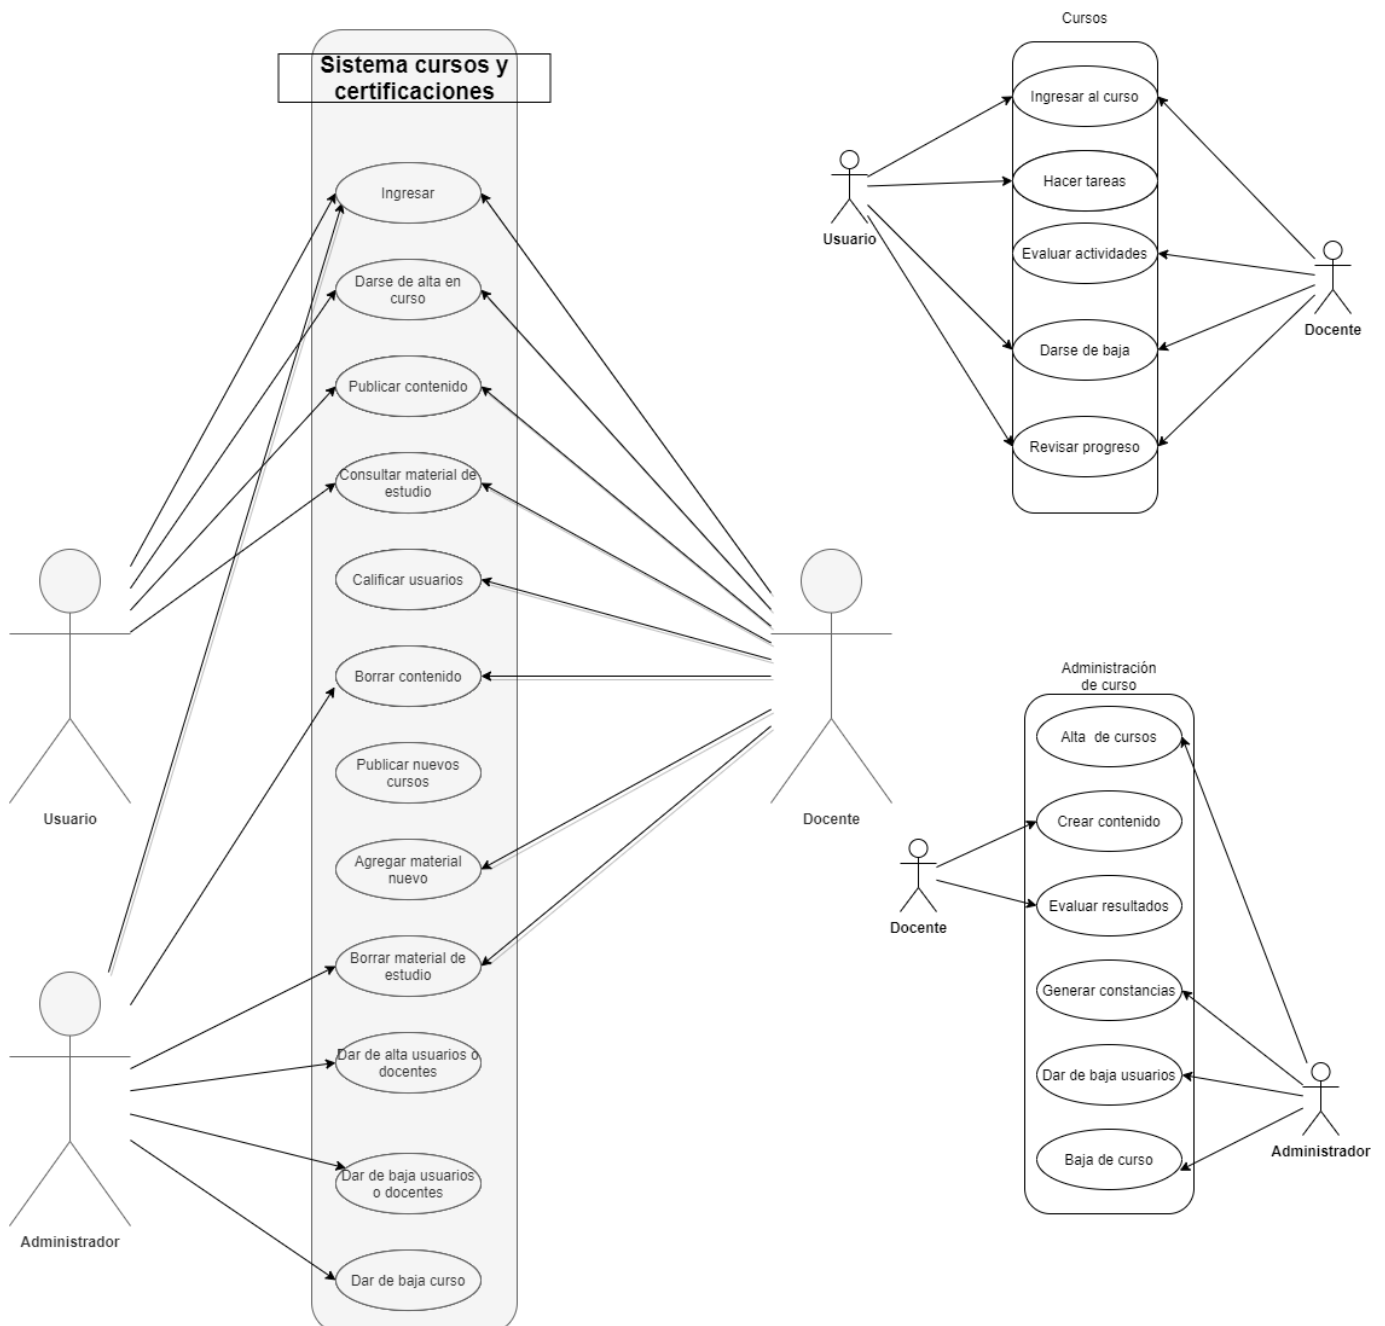 Sistema cursos y
certificaciones
Ingresar
Darse de alta en
curso
Publicar contenido
Consultar material de
estudio
Calificar usuarios
Borrar contenido
Publicar nuevos
cursos
Agregar material
nuevo
Borrar material de
estudio
Dar de alta usuarios o
docentes
Dar de baja usuarios
o docentes
Dar de baja curso
Usuario
Administrador
Docente
Cursos
Ingresar al curso
Hacer tareas
Evaluar actividades
Darse de baja
Revisar progreso
Usuario
Docente
Administración
de curso
Alta  de cursos
Crear contenido
Evaluar resultados
Generar constancias
Dar de baja usuarios
Baja de curso
Docente
Administrador